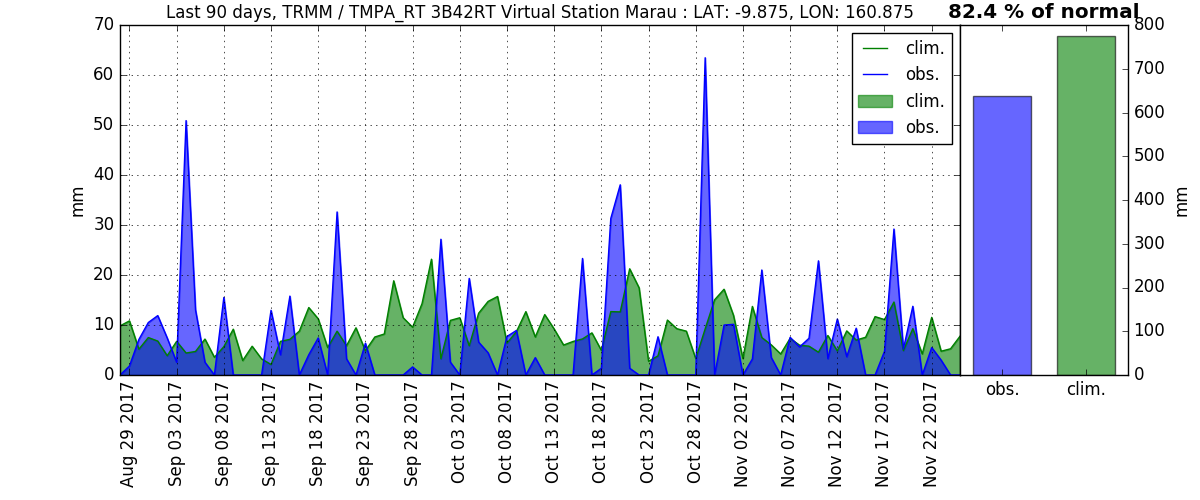 Last 90 days, TRMM / TMPA_RT 3B42RT Virtual Station Marau : LAT: -9.875, LON: 160.875
82.4 % of normal
70
60
50
40
30
20
10
0
mm
clim.
obs.
clim.
obs.
800
700
600
500
400
300
200
100
0
mm
obs.
clim.
Aug 29 2017
Sep 03 2017
Sep 08 2017
Sep 13 2017
Sep 18 2017
Sep 23 2017
Sep 28 2017
Oct 03 2017
Oct 08 2017
Oct 13 2017
Oct 18 2017
Oct 23 2017
Oct 28 2017
Nov 02 2017
Nov 07 2017
Nov 12 2017
Nov 17 2017
Nov 22 2017